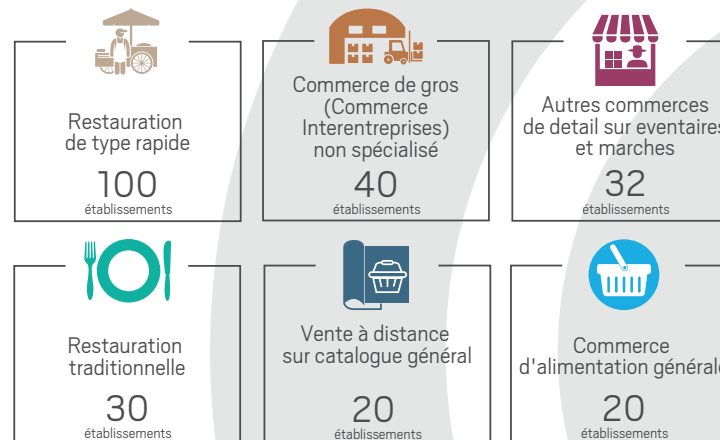 Restauration
de type rapide
100
établissements
Commerce de gros
(Commerce
Interentreprises)
non spécialisé
40
établissements
Autres commerces
de detail sur eventaires
et marches
32
établissements
Restauration
traditionnelle
30
établissements
Vente à distance
sur catalogue général
20
établissements
Commerce
d'alimentation générale
20
établissements